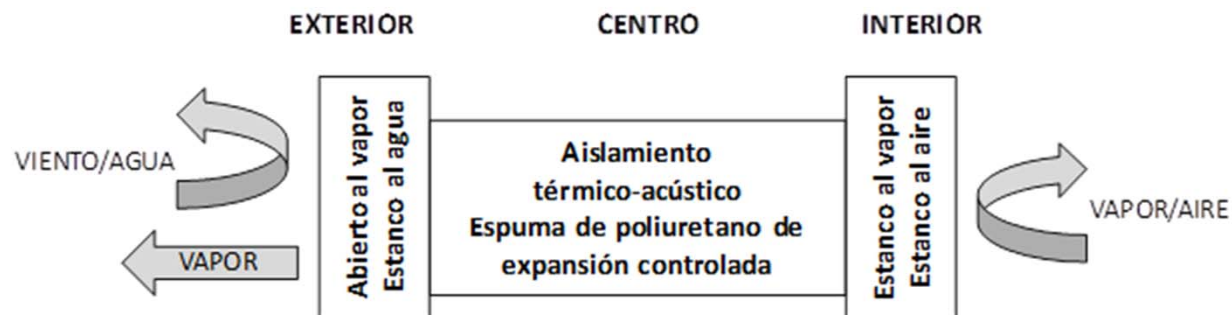 EXTERIOR
CENTRO
INTERIOR
VIENTO/AGUA
VAPOR
Abierto al vapor
Estanco al agua
Aislamiento
térmico-acústico
Espuma de poliuretano de
expansión controlada
Estanco al vapor
Estanco al aire
VAPOR/AIRE